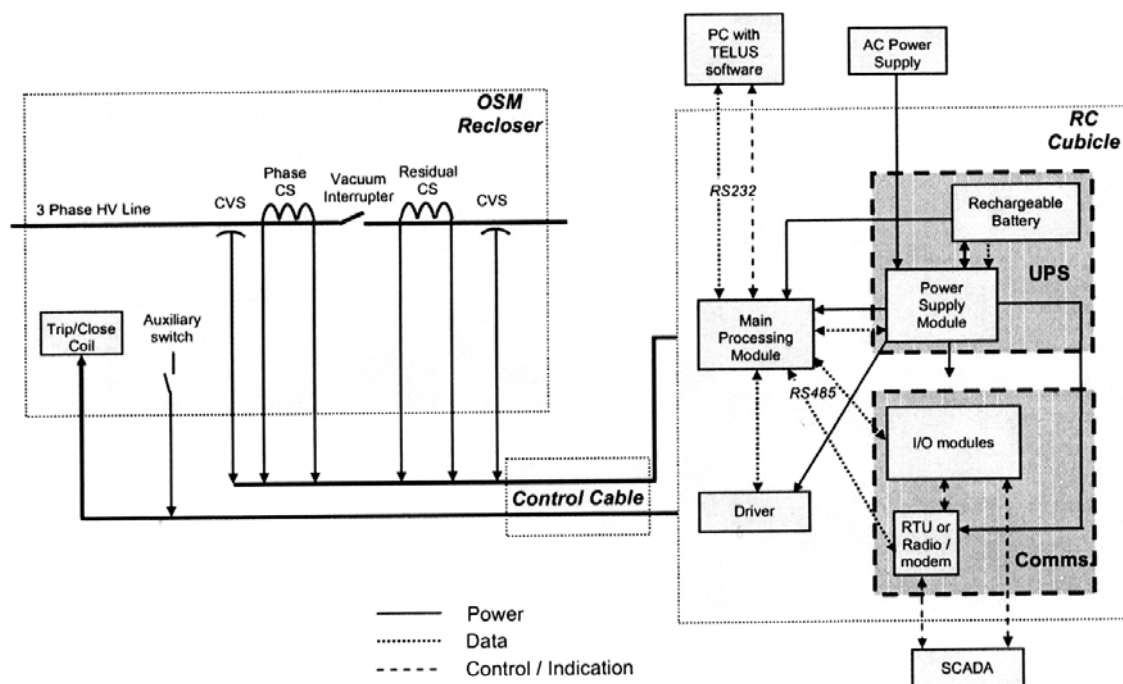 PC with
TELUS
software
AC Power
Supply
OSM
Recloser
RC
Cubicle
Phase
CS
Vacuum
Interrupter
Residual
CS
3 Phase HV Line
CVS
CVS
RS232
Rechargeable
Battery
UPS
Power
Supply
Module
Trip/Close
Coil
Auxiliary
switch
Main
Processing
Module
RS485
I/O modules
Control Cable
Driver
RTU or
Radio /
modem
Comms.
Power
Data
Control / Indication
SCADA